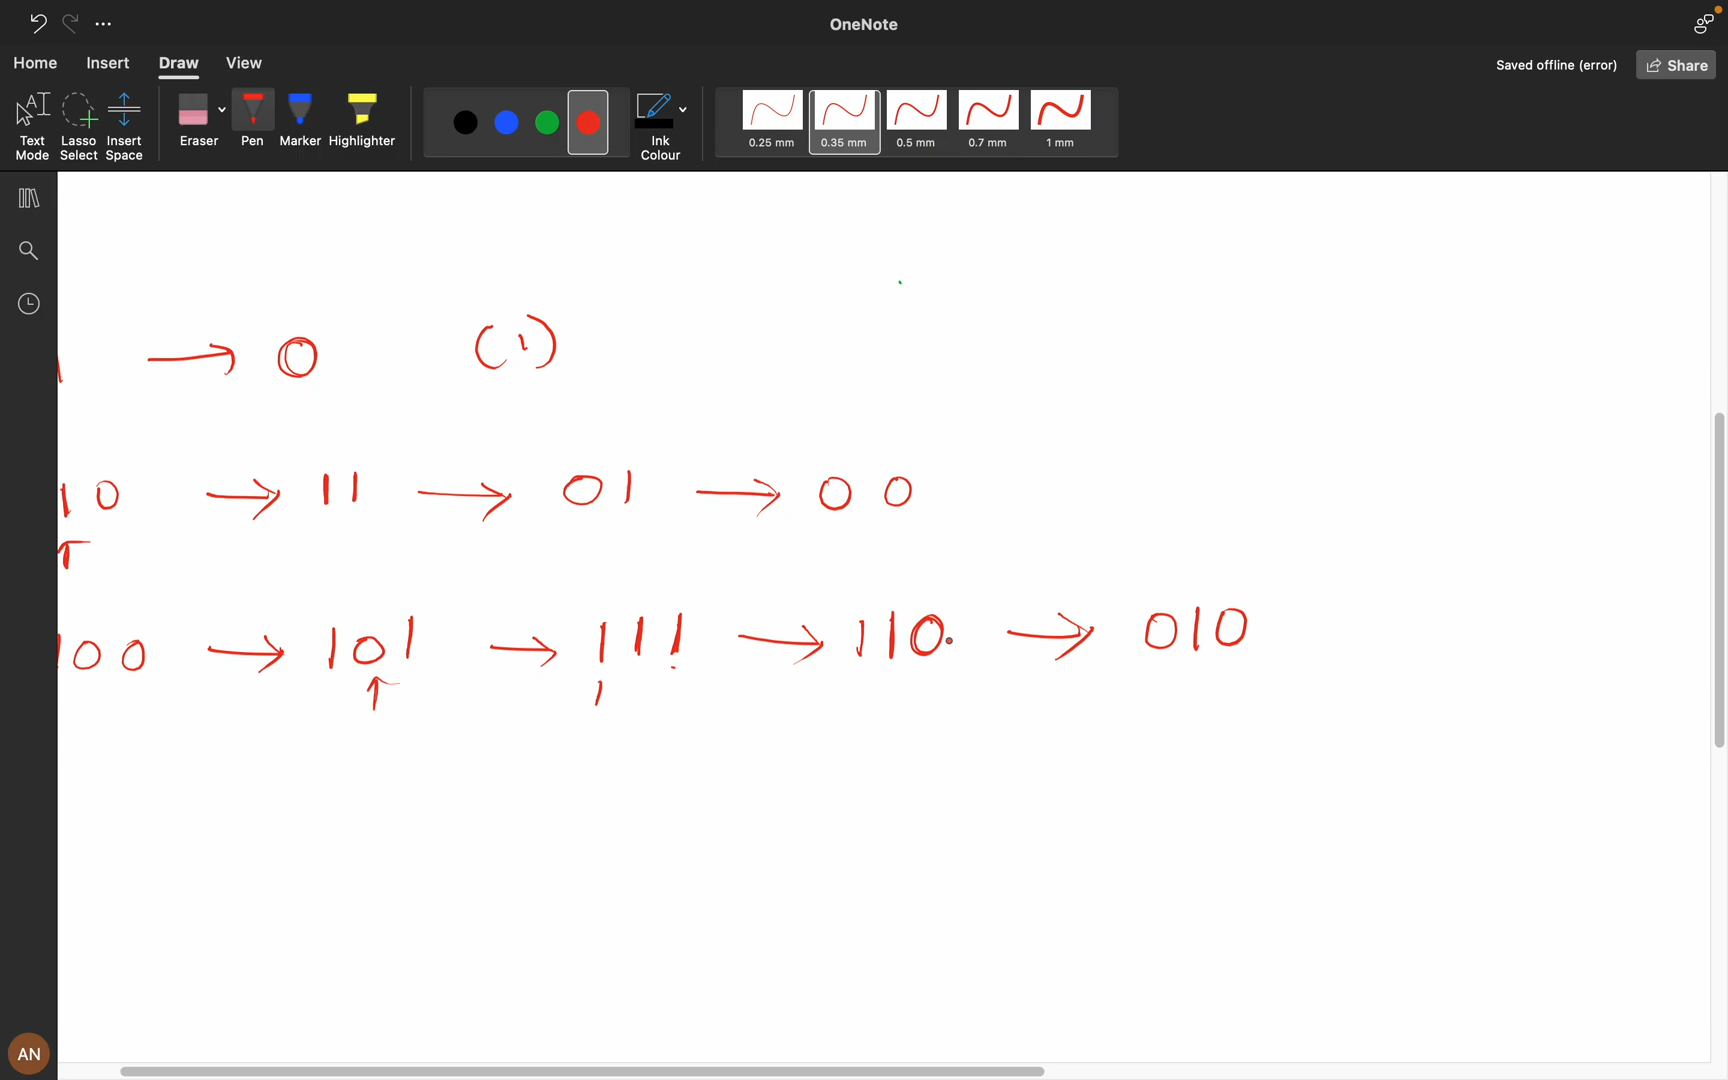 OneNote
Home Insert Draw View
Saved offline (error) Share
Text Mode Lasso Select Insert Space Eraser Pen Marker Highlighter Ink Colour 0.25 mm 0.35 mm 0.5 mm 0.7 mm 1 mm
1 → 0 (1)
10 → 11 → 01 → 00
↑
100 → 101 → 111 → 110 → 010
↑
AN